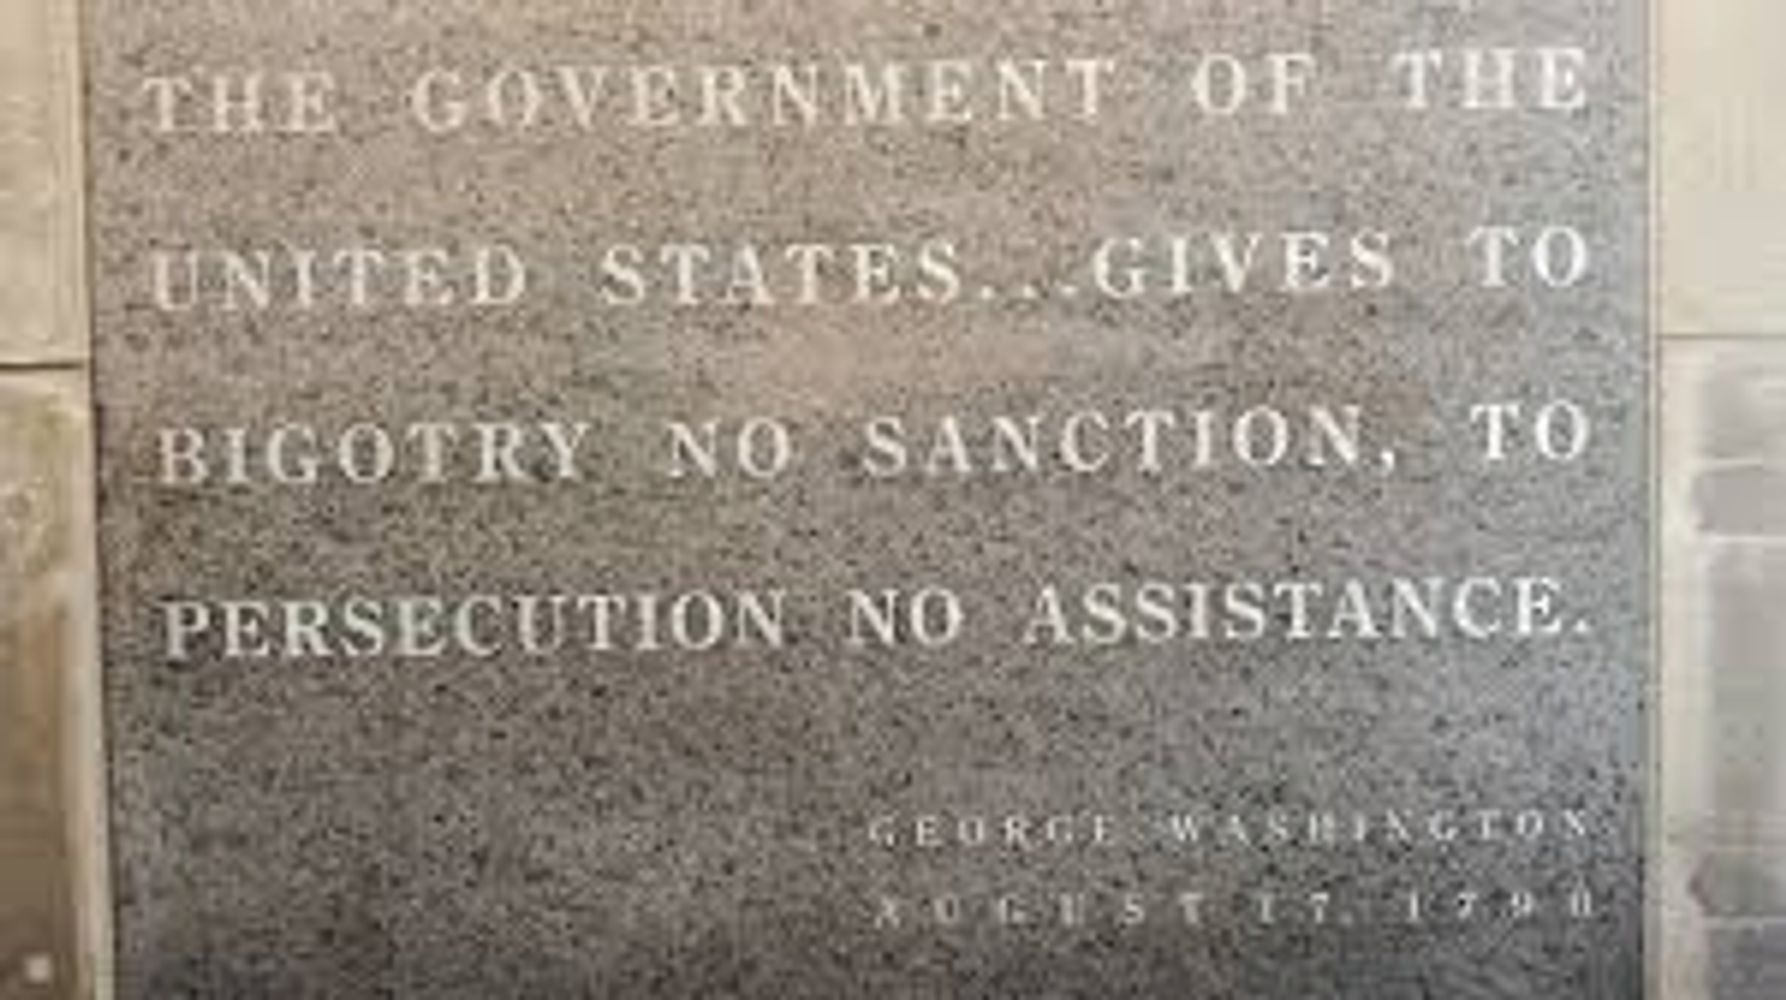 THE GOVERNMENT OF THE
UNITED STATES...GIVES TO
BIGOTRY NO SANCTION, TO
PERSECUTION NO ASSISTANCE.
GEORGE WASHINGTON
AUGUST 17, 1790